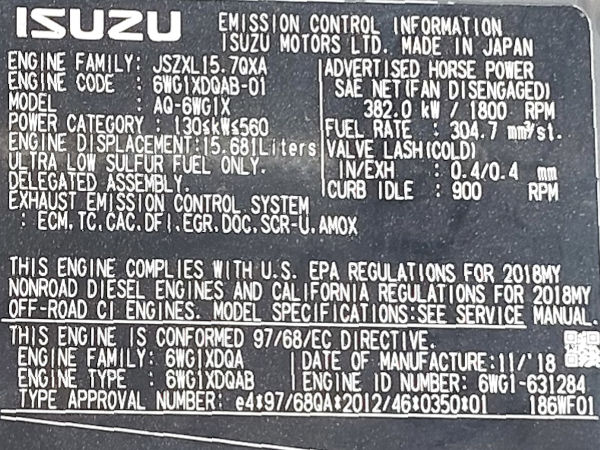 ISUZU
EMISSION CONTROL INFORMATION
ISUZU MOTORS LTD. MADE IN JAPAN
ENGINE FAMILY: JSZXL15.7QXA
ENGINE CODE : 6WG1XDQAB-01
MODEL : AQ-6WG1X
POWER CATEGORY : 130≤kW≤560
ENGINE DISPLACEMENT:15.681Liters
ULTRA LOW SULFUR FUEL ONLY.
DELEGATED ASSEMBLY.
EXHAUST EMISSION CONTROL SYSTEM
: ECM,TC,CAC,DFI,EGR,DOC,SCR-U,AMOX
ADVERTISED HORSE POWER
SAE NET(FAN DISENGAGED)
382.0 kW / 1800 RPM
FUEL RATE : 304.7 mm³/st.
VALVE LASH(COLD)
IN/EXH : 0.4/0.4 mm
CURB IDLE : 900 RPM
THIS ENGINE COMPLIES WITH U.S. EPA REGULATIONS FOR 2018MY
NONROAD DIESEL ENGINES AND CALIFORNIA REGULATIONS FOR 2018MY
OFF-ROAD CI ENGINES. MODEL SPECIFICATIONS:SEE SERVICE MANUAL.
THIS ENGINE IS CONFORMED 97/68/EC DIRECTIVE.
ENGINE FAMILY: 6WG1XDQA
DATE OF MANUFACTURE:11/'18
ENGINE TYPE : 6WG1XDQAB
ENGINE ID NUMBER: 6WG1-631284
TYPE APPROVAL NUMBER: e4*97/68QA*2012/46*0350*01 186WF01